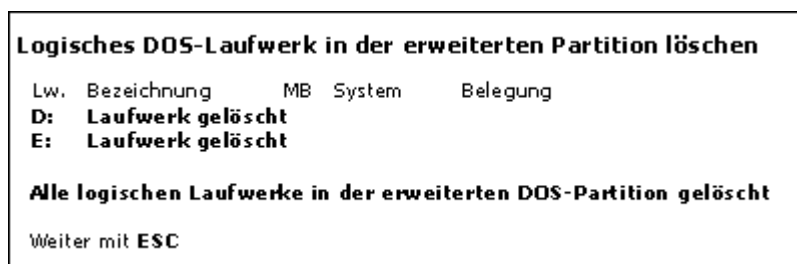 Logisches DOS-Laufwerk in der erweiterten Partition löschen
Lw. Bezeichnung MB System Belegung
D: Laufwerk gelöscht
E: Laufwerk gelöscht
Alle logischen Laufwerke in der erweiterten DOS-Partition gelöscht
Weiter mit ESC